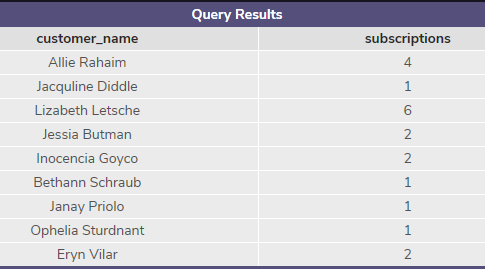 Query Results
customer_name subscriptions
Allie Rahaim 4
Jacquline Diddle 1
Lizabeth Letsche 6
Jessia Butman 2
Inocencia Goyco 2
Bethann Schraub 1
Janay Priolo 1
Ophelia Sturdnant 1
Eryn Vilar 2